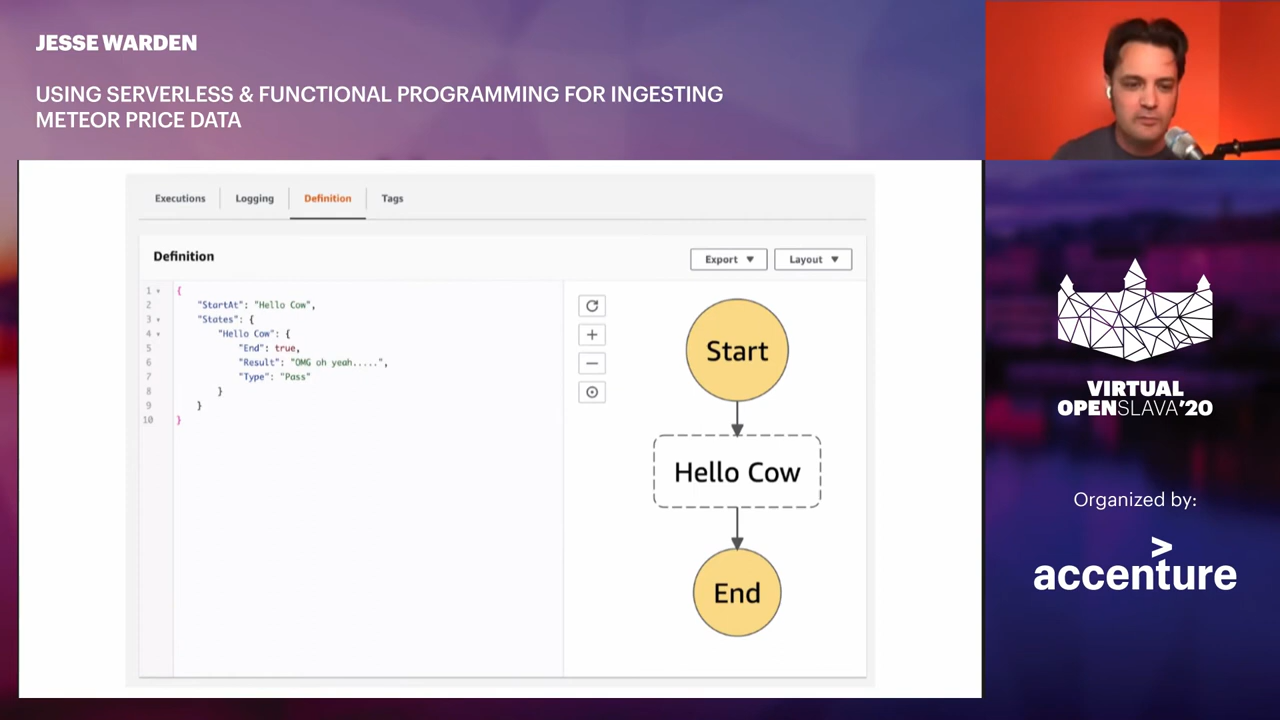 JESSE WARDEN
USING SERVERLESS & FUNCTIONAL PROGRAMMING FOR INGESTING
METEOR PRICE DATA
Executions
Logging
Definition
Tags
Definition
Export
Layout
1 {
2 "StartAt": "Hello Cow",
3 "States": {
4 "Hello Cow": {
5 "End": true,
6 "Result": "OMG oh yeah.....",
7 "Type": "Pass"
8 }
9 }
10 }
Start
Hello Cow
End
VIRTUAL
OPENSLAVA'20
Organized by:
accenture